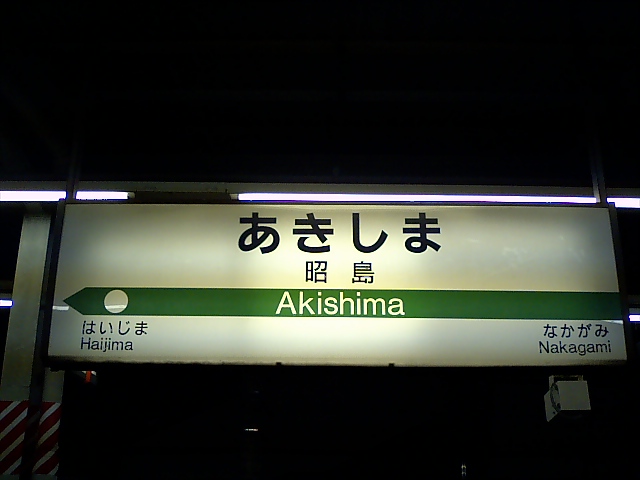 あきしま
昭島
Akishima
はいじま
Haijima
なかがみ
Nakagami